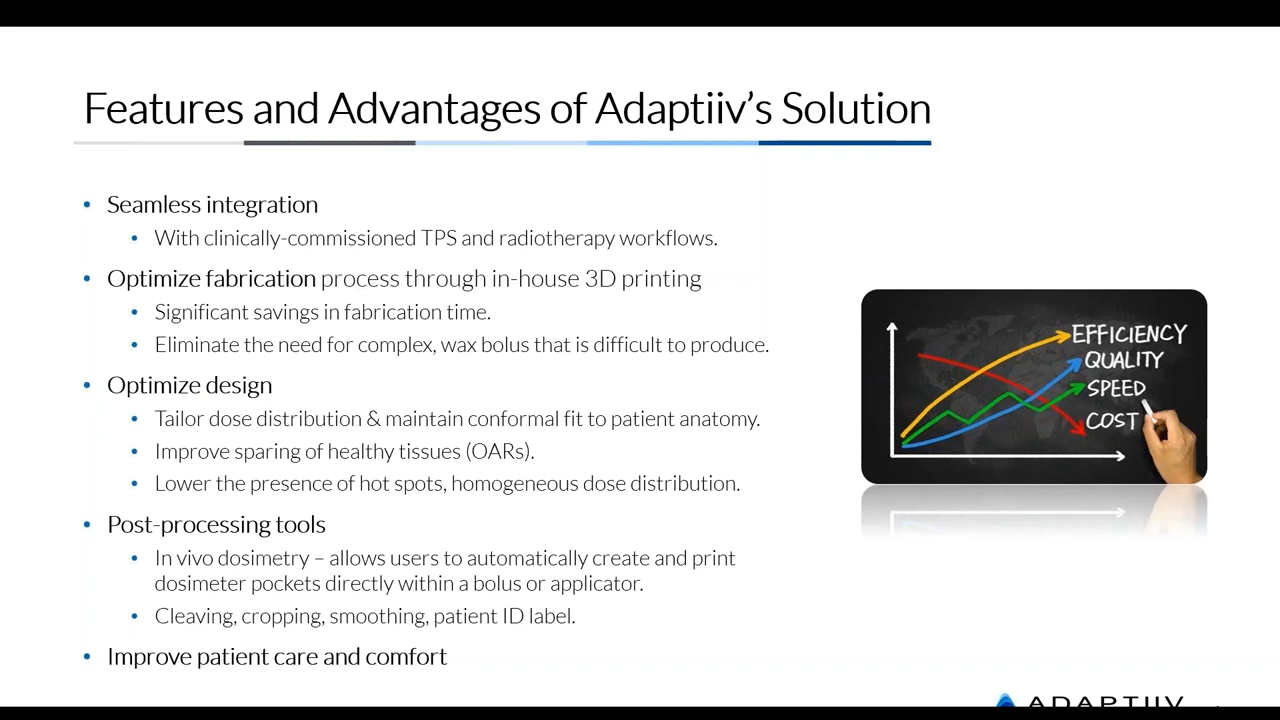 Features and Advantages of Adaptiiv's Solution
• Seamless integration
• With clinically-commissioned TPS and radiotherapy workflows.
• Optimize fabrication process through in-house 3D printing
• Significant savings in fabrication time.
• Eliminate the need for complex, wax bolus that is difficult to produce.
• Optimize design
• Tailor dose distribution & maintain conformal fit to patient anatomy.
• Improve sparing of healthy tissues (OARs).
• Lower the presence of hot spots, homogeneous dose distribution.
• Post-processing tools
• In vivo dosimetry – allows users to automatically create and print
dosimeter pockets directly within a bolus or applicator.
• Cleaving, cropping, smoothing, patient ID label.
• Improve patient care and comfort
EFFICIENCY
QUALITY
SPEED
COST
ADAPTIIV